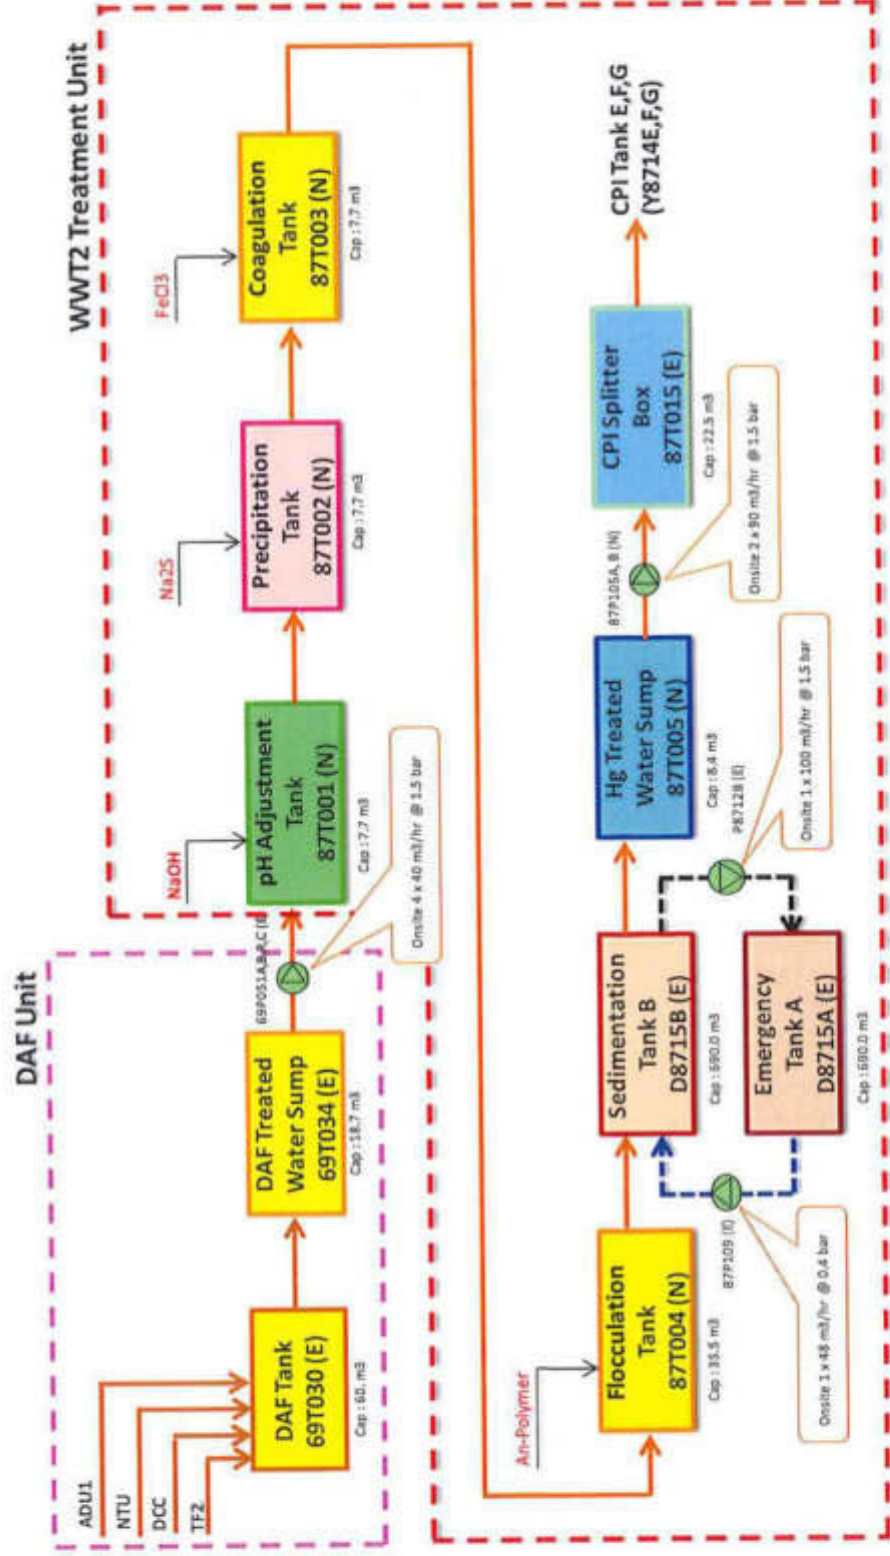 DAF Unit
WWT2 Treatment Unit
ADU1
NTU
DCC
TF2
DAF Tank
69T030 (E)
Cap : 60. m3
DAF Treated
Water Sump
69T034 (E)
Cap : 18.7 m3
Onsite 4 x 40 m3/hr @ 1.5 bar
NaOH
pH Adjustment
Tank
87T001 (N)
Cap : 7.7 m3
Na2S
Precipitation
Tank
87T002 (N)
Cap : 7.7 m3
FeCl3
Coagulation
Tank
87T003 (N)
Cap : 7.7 m3
An-Polymer
Flocculation
Tank
87T004 (N)
Cap : 35.5 m3
87P109 (E)
Onsite 1 x 48 m3/hr @ 0.4 bar
Sedimentation
Tank B
D8715B (E)
Cap : 690.0 m3
Emergency
Tank A
D8715A (E)
Cap : 690.0 m3
P8712B (E)
Onsite 1 x 100 m3/hr @ 1.5 bar
Hg Treated
Water Sump
87T005 (N)
Cap : 8.4 m3
87P105A, B (N)
Onsite 2 x 90 m3/hr @ 1.5 bar
CPI Splitter
Box
87T015 (E)
Cap : 22.5 m3
CPI Tank E,F,G
(Y8714E,F,G)